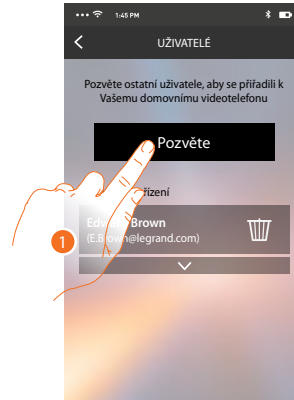 1:45 PM
UŽIVATELÉ
Pozvěte ostatní uživatele, aby se přiřadili k
Vašemu domovnímu videotelefonu
Pozvěte
Brown
(E.Brown@legrand.com)
1